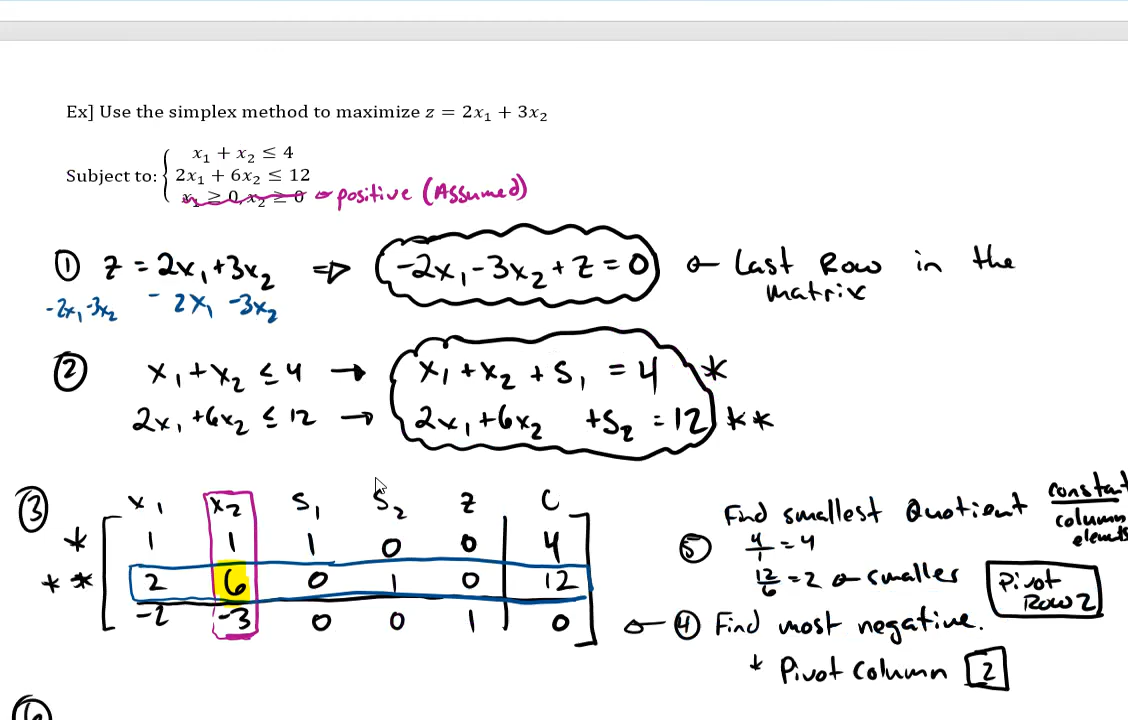 Ex] Use the simplex method to maximize z = 2x₁ + 3x₂
Subject to: { x₁ + x₂ ≤ 4
2x₁ + 6x₂ ≤ 12
x₁ ≥ 0, x₂ ≥ 0 ← positive (Assumed)
① z = 2x₁+3x₂ ⇒ -2x₁-3x₂+z=0 ← Last Row in the
-2x₁-3x₂ -2x₁ -3x₂ matrix
② x₁+x₂ ≤ 4 → x₁+x₂+s₁ = 4 *
2x₁+6x₂ ≤ 12 → 2x₁+6x₂ +s₂ = 12 **
③ x₁ x₂ s₁ s₂ z C
* 1 1 1 0 0 4
** 2 6 0 1 0 12
-2 -3 0 0 1 0
Find smallest Quotient constant
column
elements
⑤ 4/1 = 4
12/6 = 2 ← smaller Pivot
Row 2
← ④ Find most negative.
* Pivot Column 2